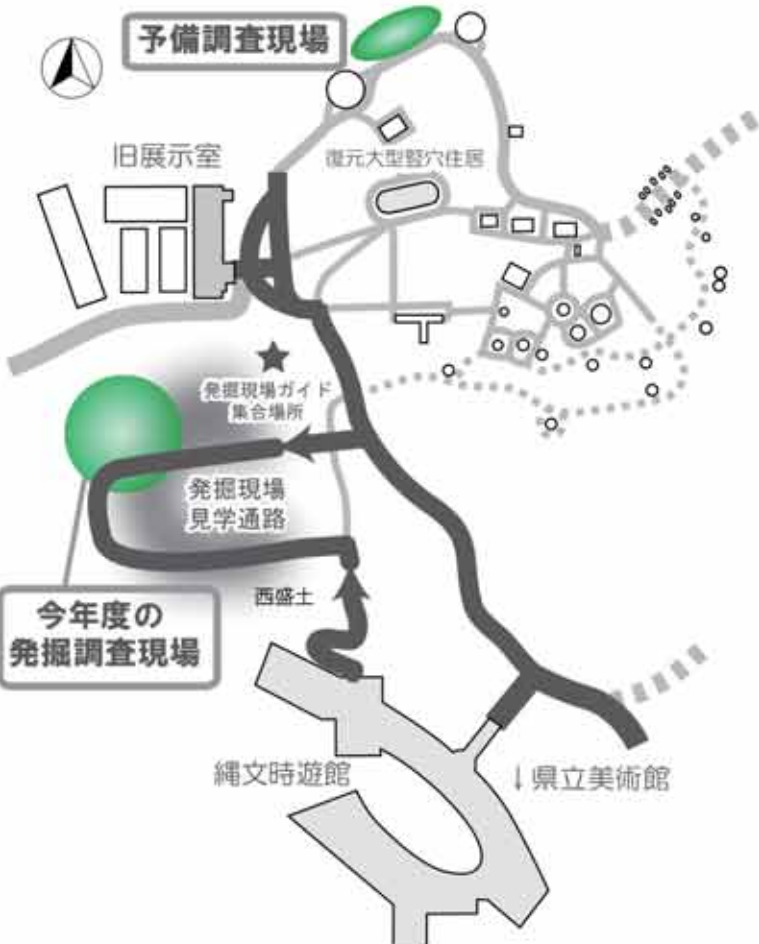 予備調査現場
旧展示室
復元大型竪穴住居
発掘現場ガイド
集合場所
発掘現場
見学通路
西盛土
今年度の
発掘調査現場
縄文時遊館
↓県立美術館